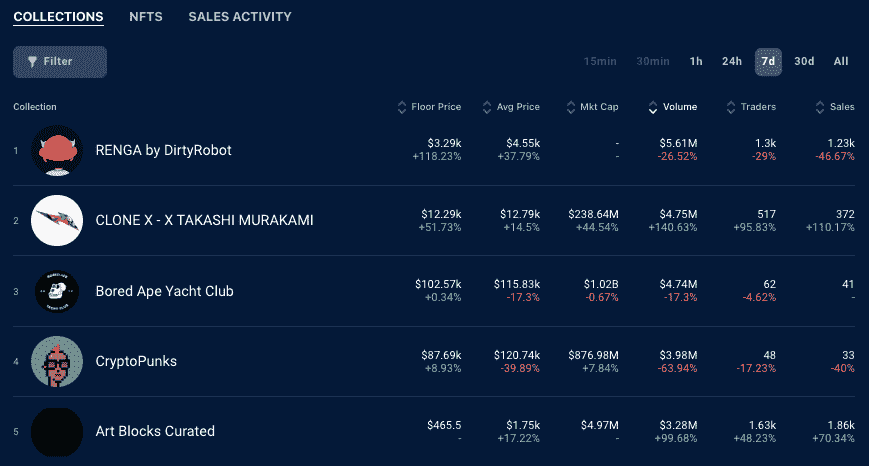 COLLECTIONS NFTS SALES ACTIVITY
Filter 15min 30min 1h 24h 7d 30d All
Collection Floor Price Avg Price Mkt Cap Volume Traders Sales
1 RENGA by DirtyRobot $3.29k $4.55k - $5.61M 1.3k 1.23k
+118.23% +37.79% - -26.52% -29% -46.67%
2 CLONE X - X TAKASHI MURAKAMI $12.29k $12.79k $238.64M $4.75M 517 372
+51.73% +14.5% +44.54% +140.63% +95.83% +110.17%
3 Bored Ape Yacht Club $102.57k $115.83k $1.02B $4.74M 62 41
+0.34% -17.3% -0.67% -17.3% -4.62% -
4 CryptoPunks $87.69k $120.74k $876.98M $3.98M 48 33
+8.93% -39.89% +7.84% -63.94% -17.23% -40%
5 Art Blocks Curated $465.5 $1.75k $4.97M $3.28M 1.63k 1.86k
- +17.22% - +99.68% +48.23% +70.34%